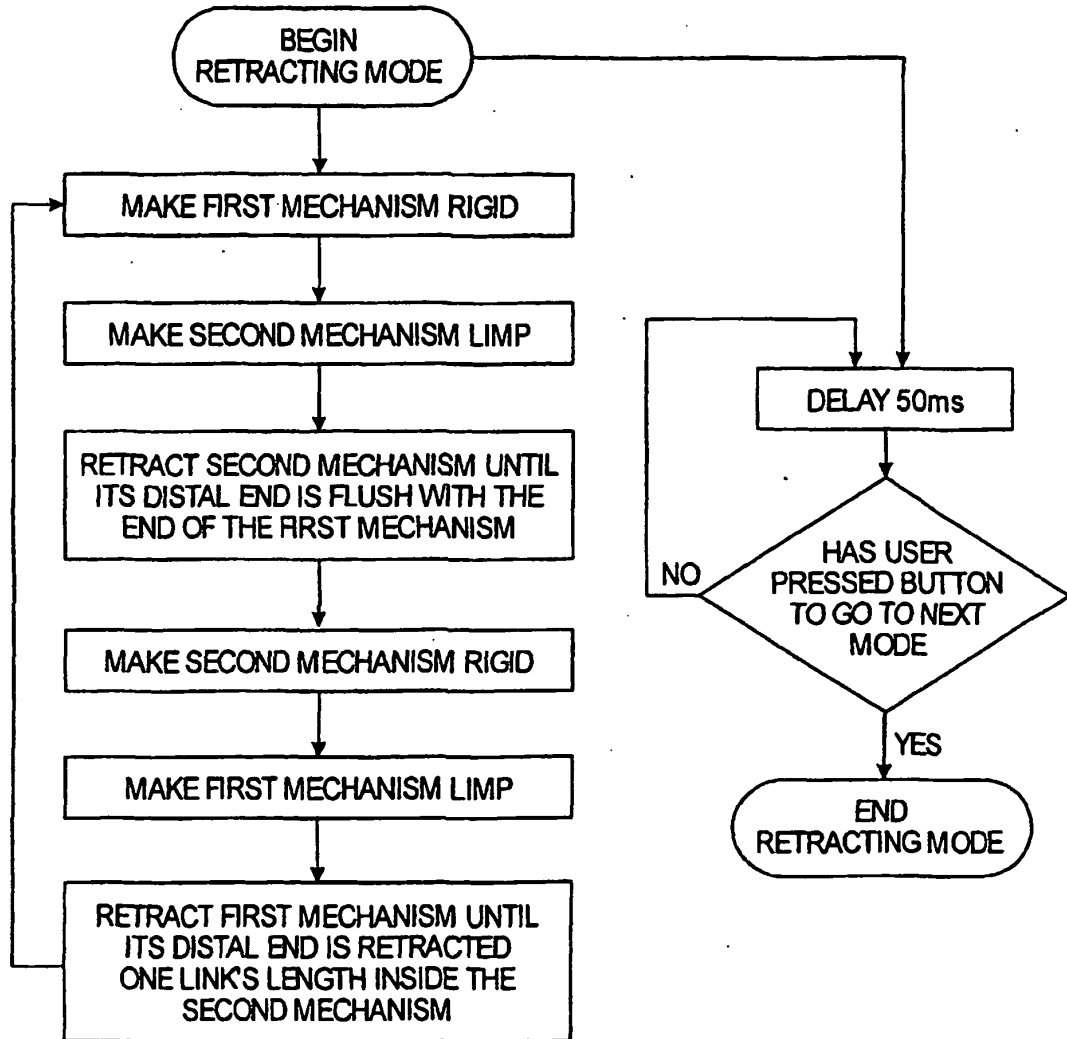 BEGIN
RETRACTING MODE
MAKE FIRST MECHANISM RIGID
MAKE SECOND MECHANISM LIMP
RETRACT SECOND MECHANISM UNTIL
ITS DISTAL END IS FLUSH WITH THE
END OF THE FIRST MECHANISM
MAKE SECOND MECHANISM RIGID
MAKE FIRST MECHANISM LIMP
RETRACT FIRST MECHANISM UNTIL
ITS DISTAL END IS RETRACTED
ONE LINK'S LENGTH INSIDE THE
SECOND MECHANISM
DELAY 50ms
HAS USER
PRESSED BUTTON
TO GO TO NEXT
MODE
NO
YES
END
RETRACTING MODE